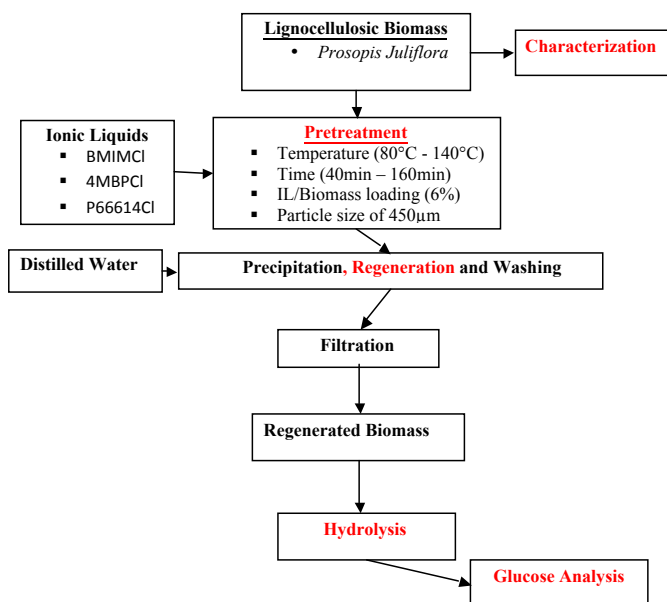 Lignocellulosic Biomass
• Prosopis Juliflora
Characterization
Ionic Liquids
▪ BMIMCl
▪ 4MBPCl
▪ P66614Cl
Pretreatment
▪ Temperature (80°C - 140°C)
▪ Time (40min – 160min)
▪ IL/Biomass loading (6%)
▪ Particle size of 450µm
Distilled Water
Precipitation, Regeneration and Washing
Filtration
Regenerated Biomass
Hydrolysis
Glucose Analysis